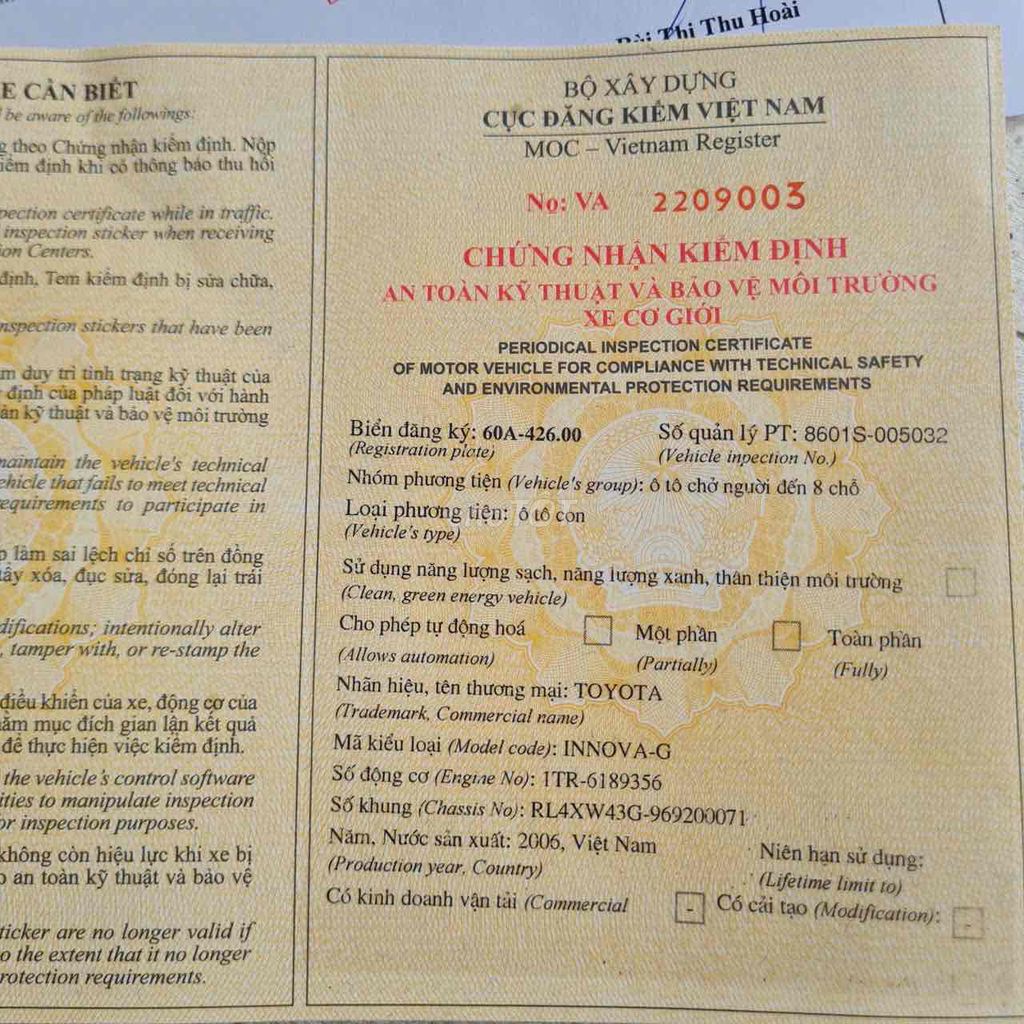 Thị Thu Hoài
E CẦN BIẾT
be aware of the followings:
g theo Chứng nhận kiểm định. Nộp
iểm định khi có thông báo thu hồi
pection certificate while in traffic.
inspection sticker when receiving
on Centers.
định, Tem kiểm định bị sửa chữa,
nspection stickers that have been
m duy trì tình trạng kỹ thuật của
định của pháp luật đối với hành
àn kỹ thuật và bảo vệ môi trường
maintain the vehicle's technical
ehicle that fails to meet technical
requirements to participate in
p làm sai lệch chỉ số trên đồng
tẩy xóa, đục sửa, đóng lại trái
difications; intentionally alter
, tamper with, or re-stamp the
điều khiển của xe, động cơ của
hằm mục đích gian lận kết quả
để thực hiện việc kiểm định.
the vehicle's control software
ities to manipulate inspection
or inspection purposes.
không còn hiệu lực khi xe bị
o an toàn kỹ thuật và bảo vệ
ticker are no longer valid if
o the extent that it no longer
rotection requirements.
BỘ XÂY DỰNG
CỤC ĐĂNG KIỂM VIỆT NAM
MOC – Vietnam Register
No: VA 2209003
CHỨNG NHẬN KIỂM ĐỊNH
AN TOÀN KỸ THUẬT VÀ BẢO VỆ MÔI TRƯỜNG
XE CƠ GIỚI
PERIODICAL INSPECTION CERTIFICATE
OF MOTOR VEHICLE FOR COMPLIANCE WITH TECHNICAL SAFETY
AND ENVIRONMENTAL PROTECTION REQUIREMENTS
Biển đăng ký: 60A-426.00 Số quản lý PT: 8601S-005032
(Registration plate) (Vehicle inpection No.)
Nhóm phương tiện (Vehicle's group): ô tô chở người đến 8 chỗ
Loại phương tiện: ô tô con
(Vehicle's type)
Sử dụng năng lượng sạch, năng lượng xanh, thân thiện môi trường
(Clean, green energy vehicle)
Cho phép tự động hoá Một phần Toàn phần
(Allows automation) (Partially) (Fully)
Nhãn hiệu, tên thương mại: TOYOTA
(Trademark, Commercial name)
Mã kiểu loại (Model code): INNOVA-G
Số động cơ (Engine No): 1TR-6189356
Số khung (Chassis No): RL4XW43G-969200071
Năm, Nước sản xuất: 2006, Việt Nam Niên hạn sử dụng:
(Production year, Country) (Lifetime limit to)
Có kinh doanh vận tải (Commercial - Có cải tạo (Modification): -